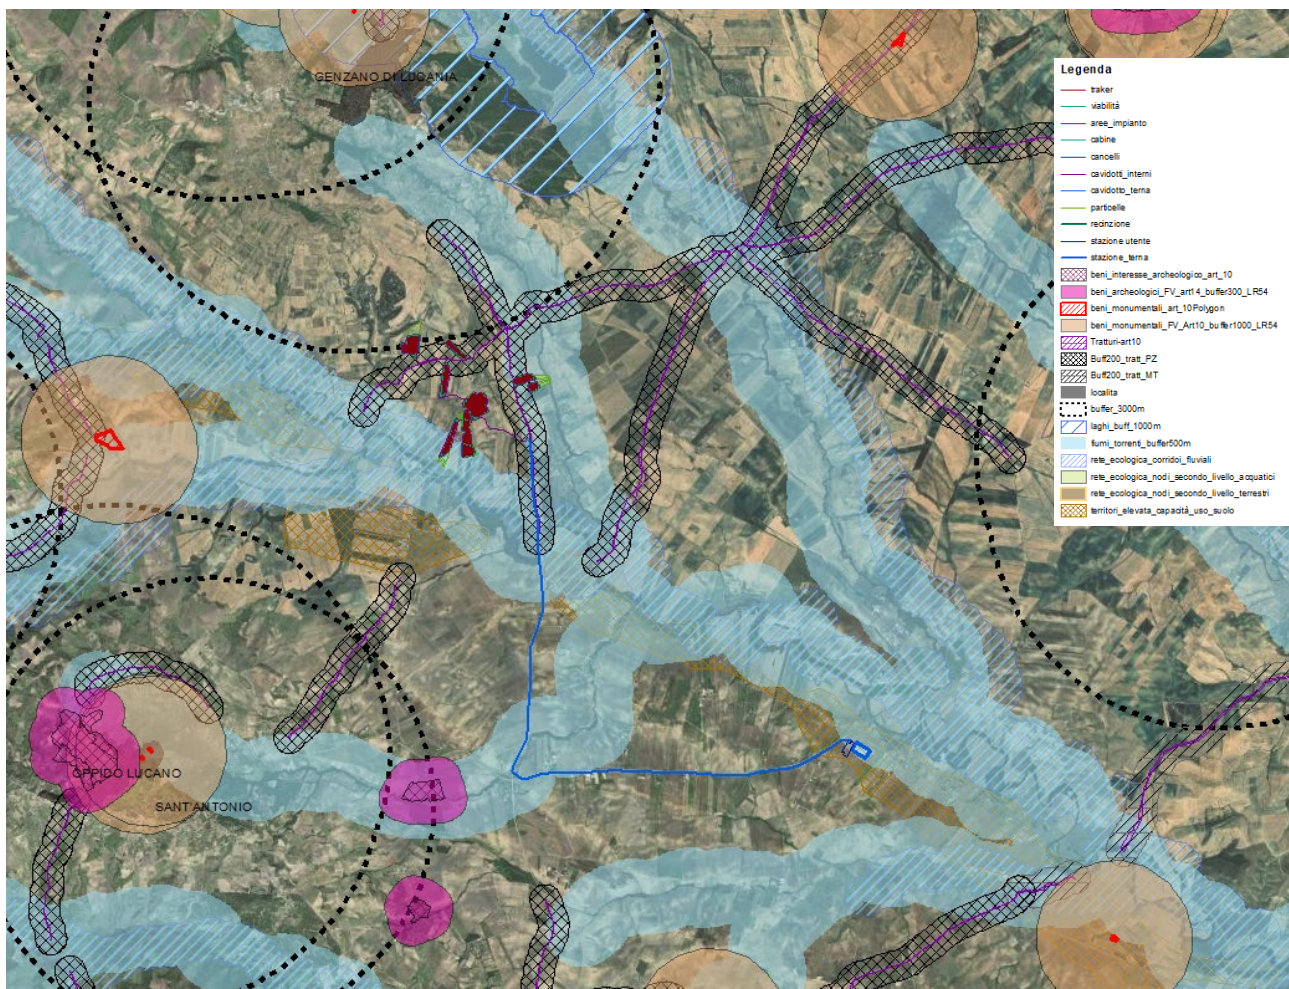 GENZANO DI LUCANIA
Legenda
traker
viabilità
aree_impianto
cabine
cancelli
cavidotti_interni
cavidotto_terna
particelle
recinzione
stazione utente
stazione_terna
beni_interesse_archeologico_art_10
beni_archeologici_FV_art14_buffer300_LR54
beni_monumentali_art_10Polygon
beni_monumentali_FV_Art10_buffer1000_LR54
Tratturi-art10
Buff200_tratt_PZ
Buff200_tratt_MT
localita
buffer_3000m
laghi_buff_1000m
fiumi_torrenti_buffer500m
rete_ecologica_corridoi_fluviali
rete_ecologica_nodi_secondo_livello_acquatici
rete_ecologica_nodi_secondo_livello_terrestri
territori_elevata_capacità_uso_suolo
OPPIDO LUCANO
SANT'ANTONIO